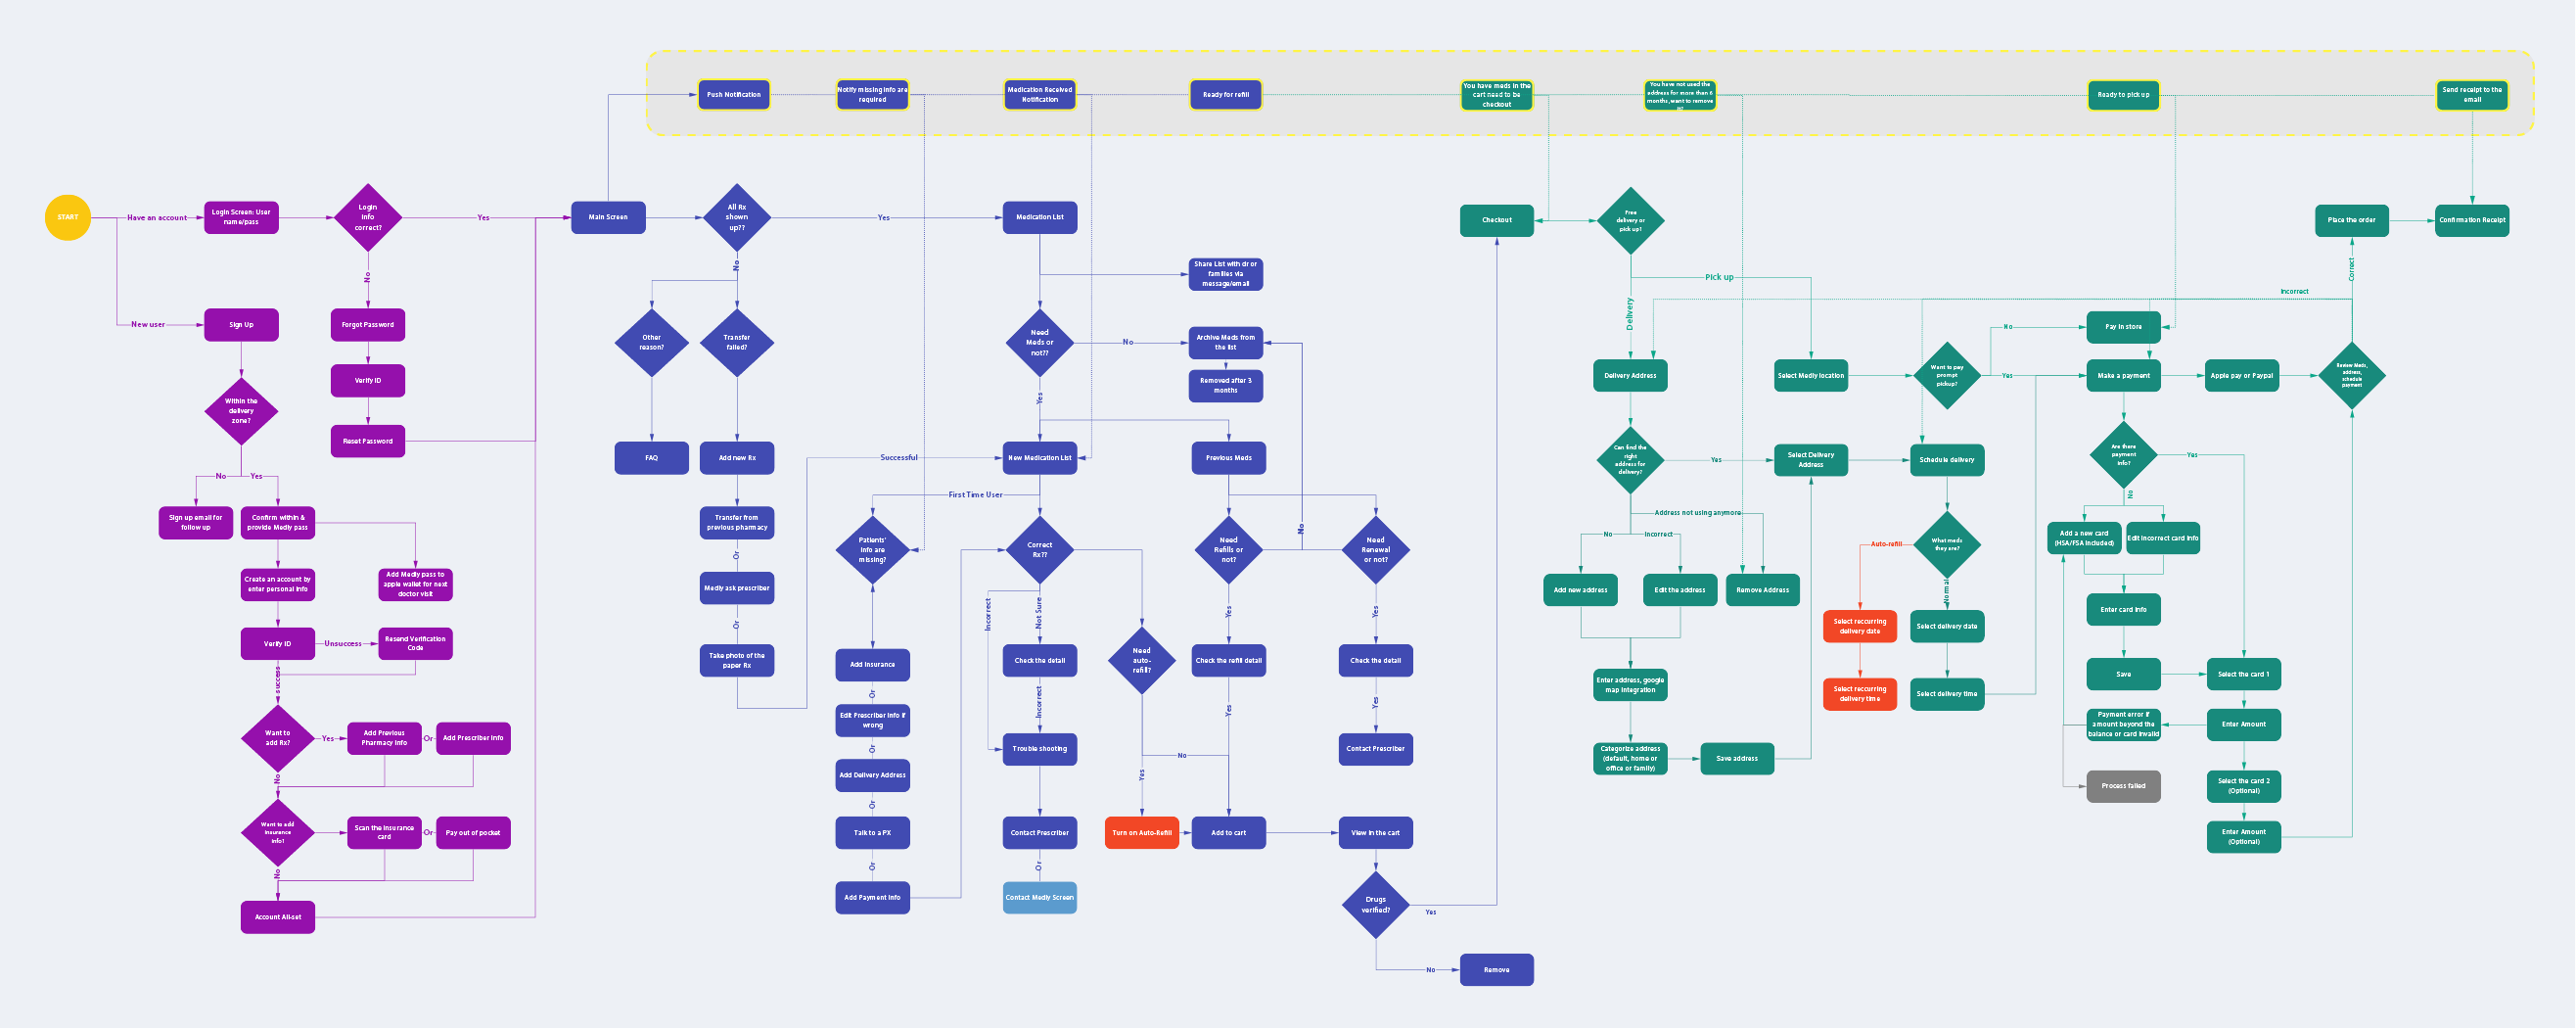 Push Notification
Notify missing info are
required
Medication Received
Notification
Ready for refill
You have meds in the
cart need to be
checkout
You have not used the
address for more than 6
months, want to remove
it?
Ready to pick up
Send receipt to the
email
START
Have an account
Login Screen: User
name/pass
Login
info
correct?
Yes
No
New user
Sign Up
Forgot Password
Verify ID
Reset Password
Within the
delivery
zone?
No
Yes
Sign up email for
follow up
Confirm within &
provide Medly pass
Create an account by
enter personal info
Add Medly pass to
apple wallet for next
doctor visit
Verify ID
Unsuccess
Resend Verification
Code
success
Want to
add Rx?
Yes
Add Previous
Pharmacy Info
Or
Add Prescriber Info
No
Want to add
insurance
info?
Scan the insurance
card
Or
Pay out of pocket
No
Account All-set
Main Screen
All Rx
shown
up??
Yes
No
Other
reason?
Transfer
failed?
FAQ
Add new Rx
Transfer from
previous pharmacy
Or
Medly ask prescriber
Or
Take photo of the
paper Rx
Successful
Medication List
Share List with dr or
families via
message/email
Need
Meds or
not??
No
Archive Meds from
the list
Removed after 3
months
Yes
New Medication List
Previous Meds
First Time User
Patients'
info are
missing?
Correct
Rx??
Need
Refills or
not?
Need
Renewal
or not?
No
Incorrect
Not Sure
Yes
Yes
Add Insurance
Or
Edit Prescriber info if
wrong
Or
Add Delivery Address
Or
Talk to a PX
Or
Add Payment Info
Check the detail
Incorrect
Trouble shooting
Contact Prescriber
Or
Contact Medly Screen
Need
auto-
refill?
No
Yes
Turn on Auto-Refill
Check the refill detail
Yes
Add to cart
Check the detail
Yes
Contact Prescriber
View in the cart
Drugs
verified?
Yes
No
Remove
Checkout
Free
delivery or
pick up?
Pick up
Delivery
Delivery Address
Select Medly location
Want to pay
prompt
pickup?
No
Yes
Pay in store
Make a payment
Apple pay or Paypal
Review Meds,
address,
schedule
payment
Incorrect
Correct
Place the order
Confirmation Receipt
Can find the
right
address for
delivery?
Yes
Select Delivery
Address
Schedule delivery
Address not using anymore
No
Incorrect
Add new address
Edit the address
Remove Address
Enter address, google
map integration
Categorize address
(default, home or
office or family)
Save address
What meds
they are?
Auto-refill
Normal
Select reccurring
delivery date
Select reccurring
delivery time
Select delivery date
Select delivery time
Are there
payment
info?
Yes
No
Add a new card
(HSA/FSA included)
Edit incorrect card info
Enter card info
Save
Select the card 1
Payment error if
amount beyond the
balance or card invalid
Enter Amount
Process failed
Select the card 2
(Optional)
Enter Amount
(Optional)